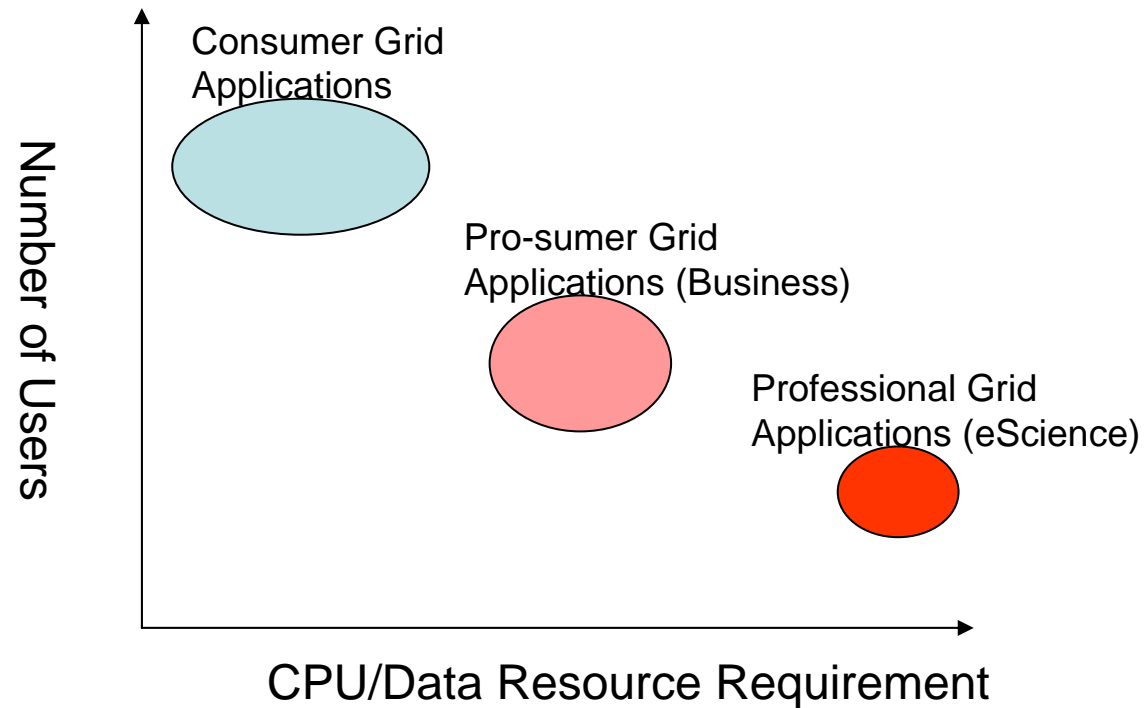 Consumer Grid
Applications
Number of Users
Pro-sumer Grid
Applications (Business)
Professional Grid
Applications (eScience)
CPU/Data Resource Requirement